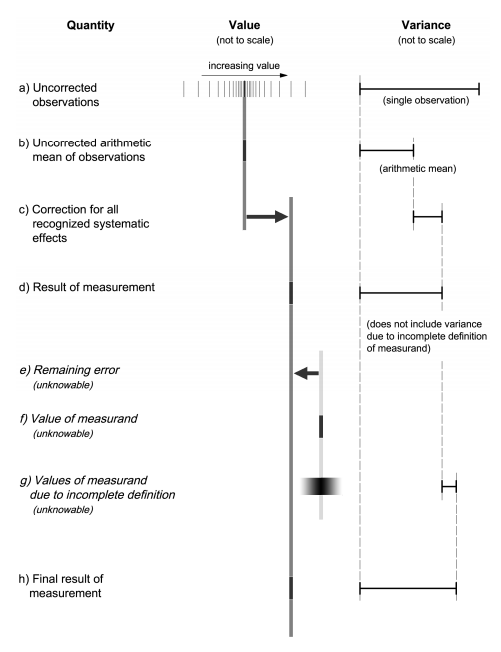 Quantity
Value
(not to scale)
Variance
(not to scale)
increasing value
a) Uncorrected
observations
(single observation)
b) Uncorrected arithmetic
mean of observations
(arithmetic mean)
c) Correction for all
recognized systematic
effects
d) Result of measurement
(does not include variance
due to incomplete definition
of measurand)
e) Remaining error
(unknowable)
f) Value of measurand
(unknowable)
g) Values of measurand
due to incomplete definition
(unknowable)
h) Final result of
measurement